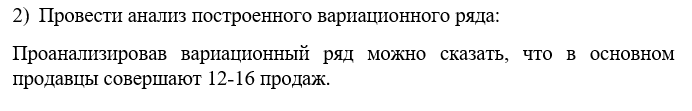 2) Провести анализ построенного вариационного ряда:
Проанализировав вариационный ряд можно сказать, что в основном
продавцы совершают 12-16 продаж.